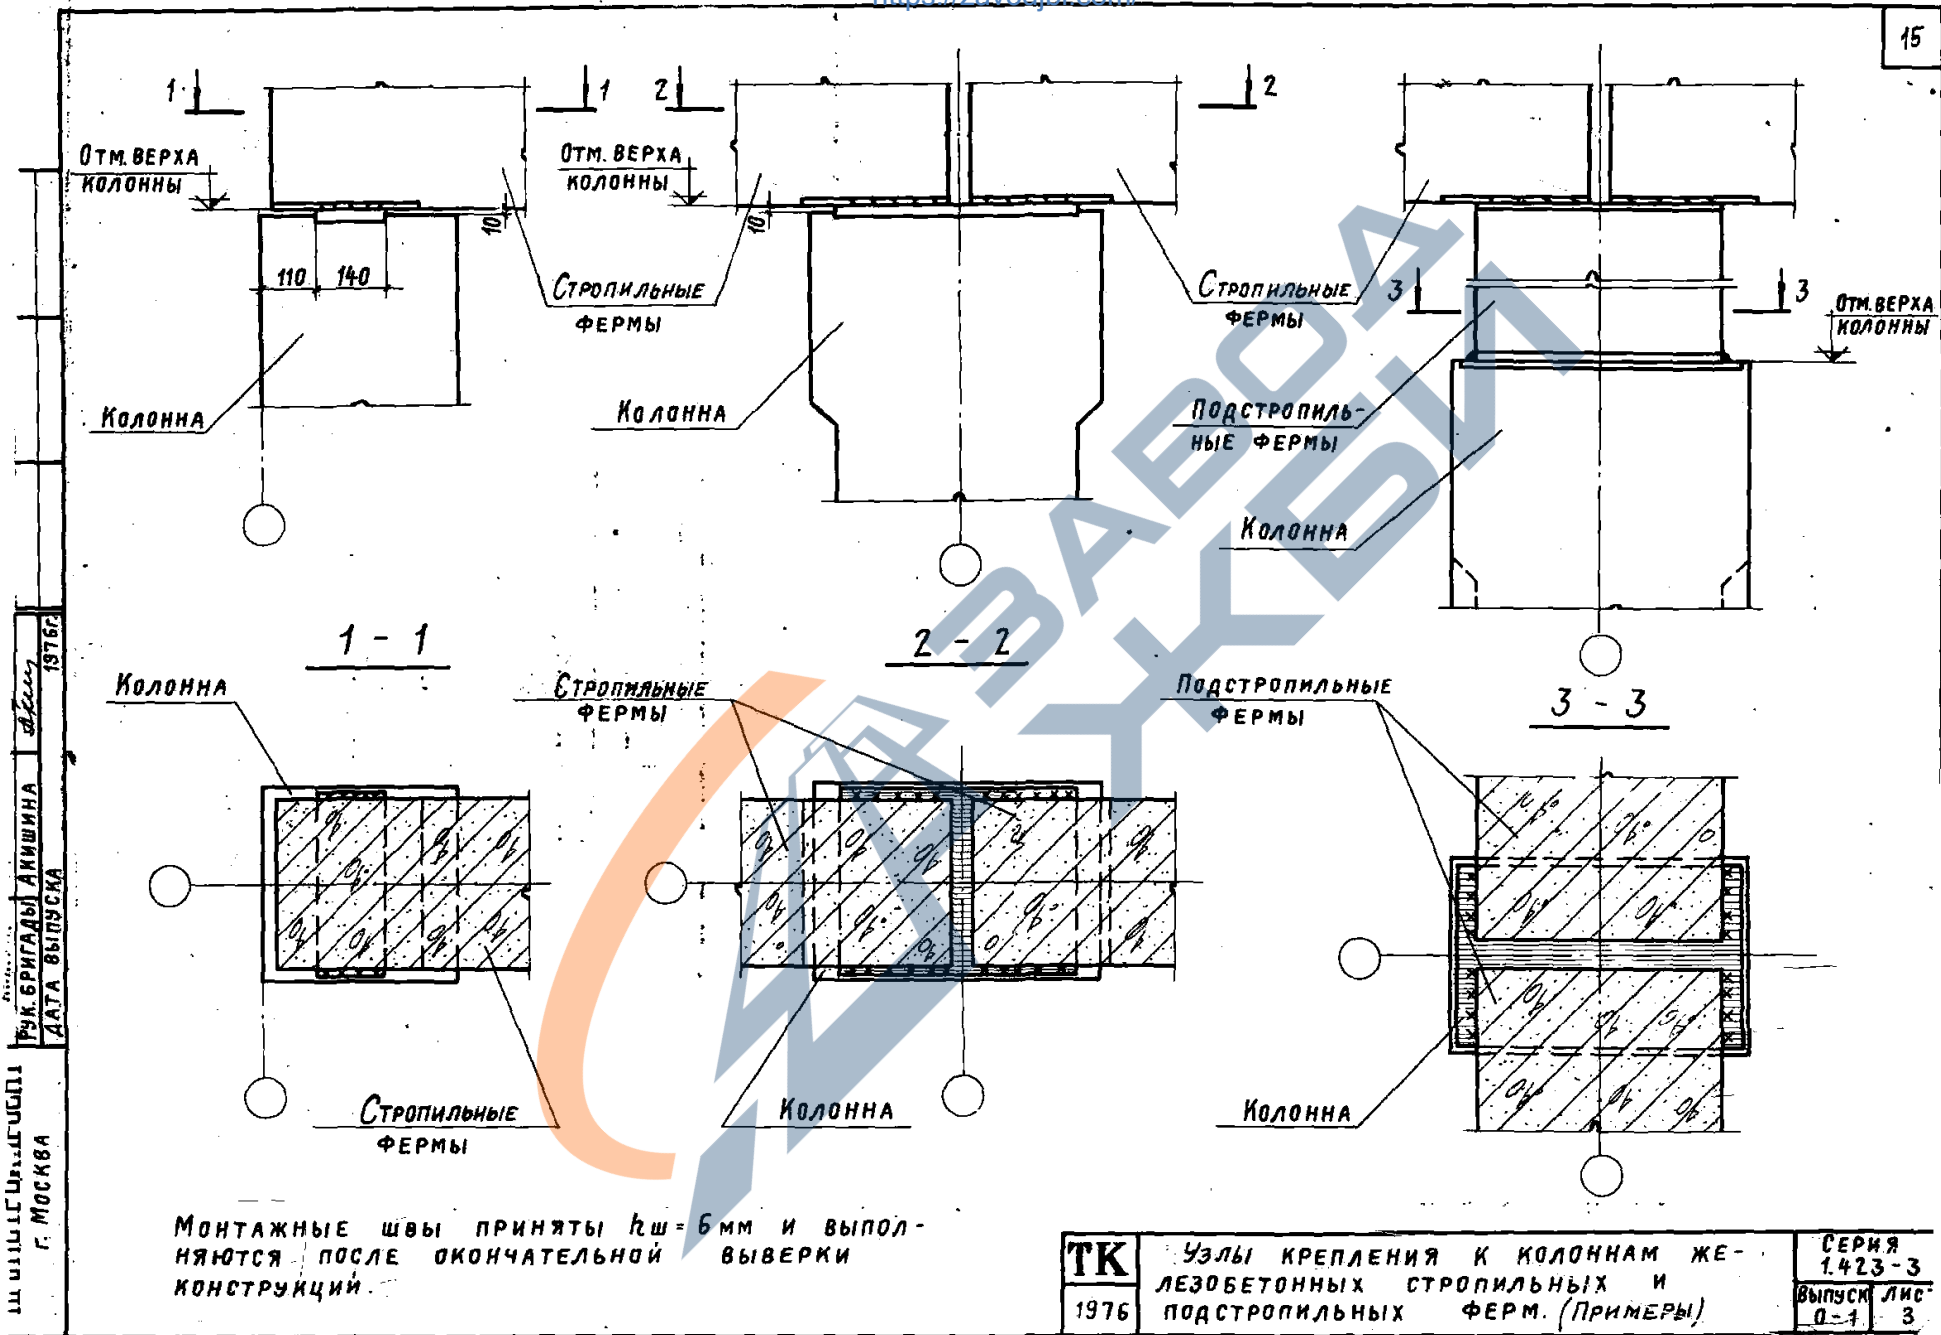 15
1
1
2
2
ОТМ. ВЕРХА
КОЛОННЫ
ОТМ. ВЕРХА
КОЛОННЫ
10
10
110
140
СТРОПИЛЬНЫЕ
ФЕРМЫ
СТРОПИЛЬНЫЕ
ФЕРМЫ
3
3
ОТМ. ВЕРХА
КОЛОННЫ
КОЛОННА
КОЛОННА
ПОДСТРОПИЛЬ-
НЫЕ ФЕРМЫ
КОЛОННА
ЗАВОД
ЖБИ
1 - 1
2 - 2
3 - 3
КОЛОННА
СТРОПИЛЬНЫЕ
ФЕРМЫ
ПОДСТРОПИЛЬНЫЕ
ФЕРМЫ
СТРОПИЛЬНЫЕ
ФЕРМЫ
КОЛОННА
КОЛОННА
РУК. БРИГАДЫ АКИШИНА
ДАТА ВЫПУСКА 1976г.
Г. МОСКВА
МОНТАЖНЫЕ ШВЫ ПРИНЯТЫ hш = 6 мм И ВЫПОЛ-
НЯЮТСЯ ПОСЛЕ ОКОНЧАТЕЛЬНОЙ ВЫВЕРКИ
КОНСТРУКЦИЙ.
ТК
1976
УЗЛЫ КРЕПЛЕНИЯ К КОЛОННАМ ЖЕ-
ЛЕЗОБЕТОННЫХ СТРОПИЛЬНЫХ И
ПОДСТРОПИЛЬНЫХ ФЕРМ. (ПРИМЕРЫ)
СЕРИЯ
1.423-3
ВЫПУСК
0-1
ЛИС
3